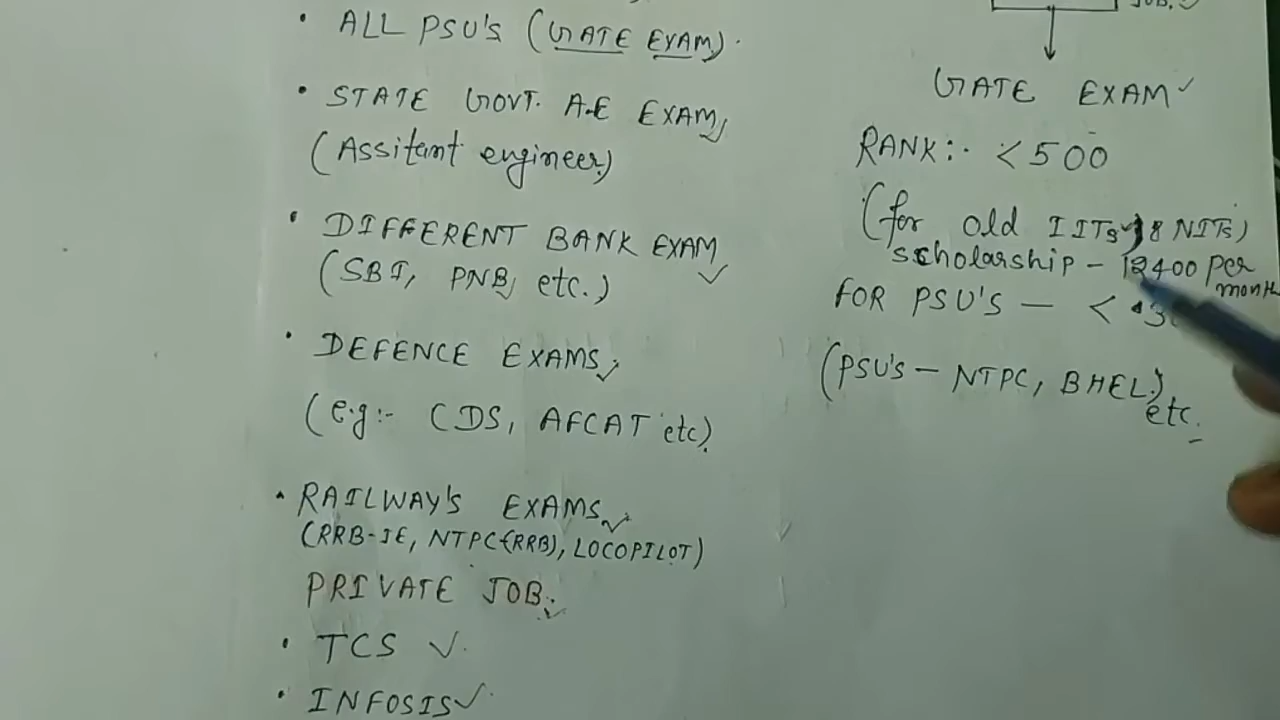 • ALL PSU'S (GATE EXAM).
• STATE GOVT. A.E EXAM
(Assitant engineer)
• DIFFERENT BANK EXAM
(SBI, PNB, etc.)
• DEFENCE EXAMS
(e.g:- CDS, AFCAT etc).
• RAILWAY'S EXAMS
(RRB-JE, NTPC(RRB), LOCOPILOT)
PRIVATE JOB.
• TCS ✓
• INFOSIS ✓
JOB. ✓
GATE EXAM ✓
RANK:- <500
(for old IITs & NITs)
scholarship - 12400 per
month
FOR PSU'S — <
(PSU'S - NTPC, BHEL)
etc.